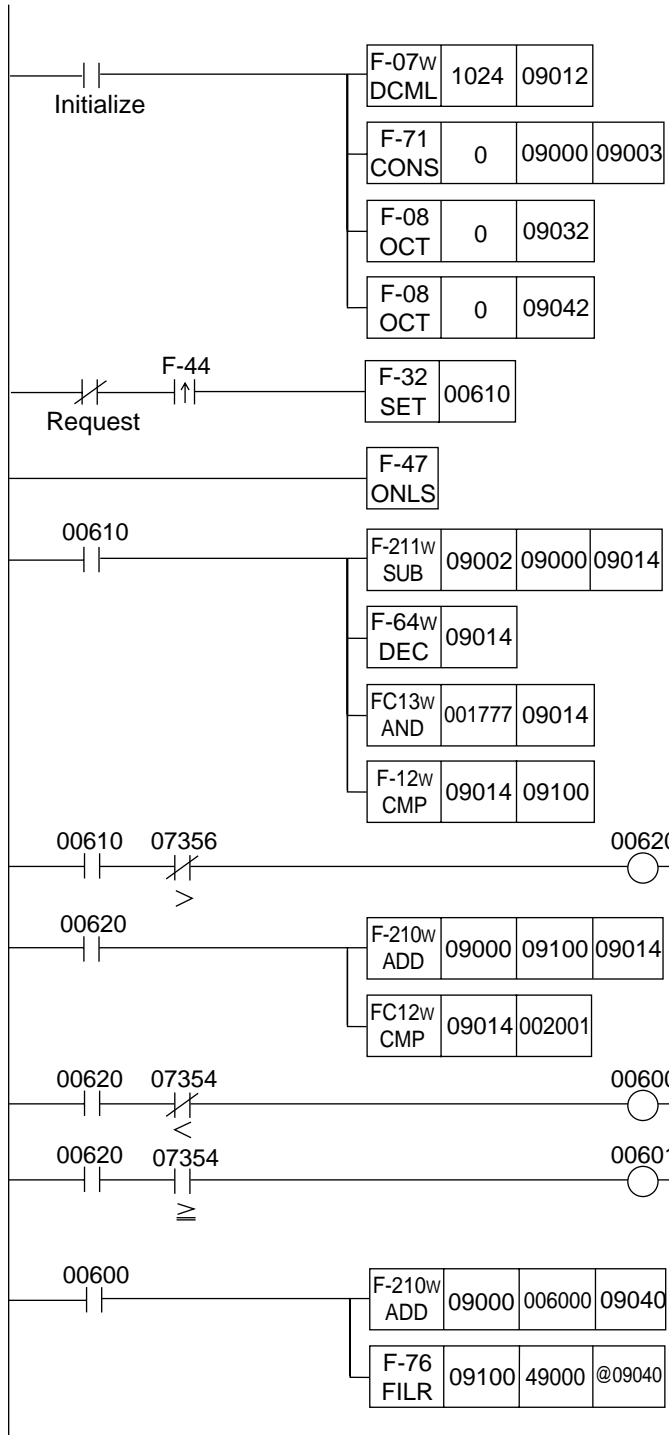 F-07w 1024 09012
DCML
Initialize
F-71 0 09000 09003
CONS
F-08 0 09032
OCT
F-08 0 09042
OCT
F-44
F-32 00610
SET
Request
F-47
ONLS
00610
F-211w 09002 09000 09014
SUB
F-64w 09014
DEC
FC13w 001777 09014
AND
F-12w 09014 09100
CMP
00610 07356 00620
>
00620
F-210w 09000 09100 09014
ADD
FC12w 09014 002001
CMP
00620 07354 00600
<
00620 07354 00601
≧
00600
F-210w 09000 006000 09040
ADD
F-76 09100 49000 @09040
FILR